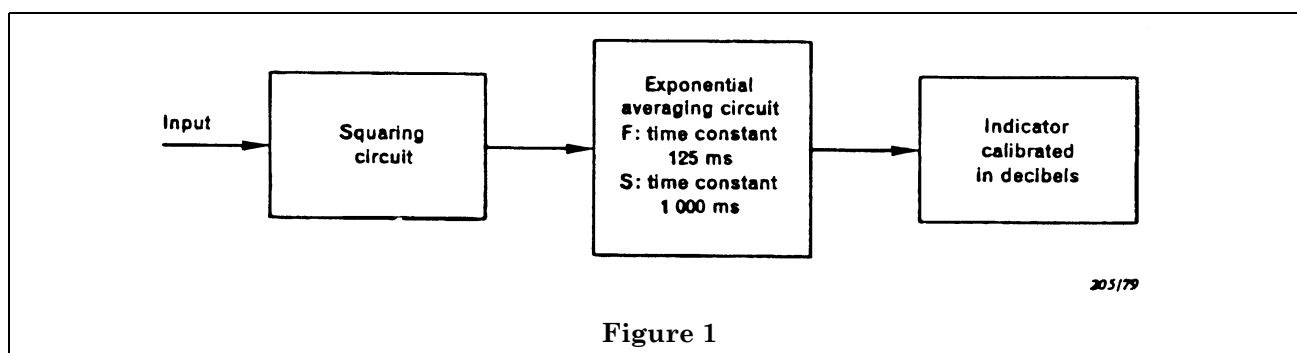 Input
Squaring
circuit
Exponential
averaging circuit
F: time constant
125 ms
S: time constant
1 000 ms
Indicator
calibrated
in decibels
205/79
Figure 1